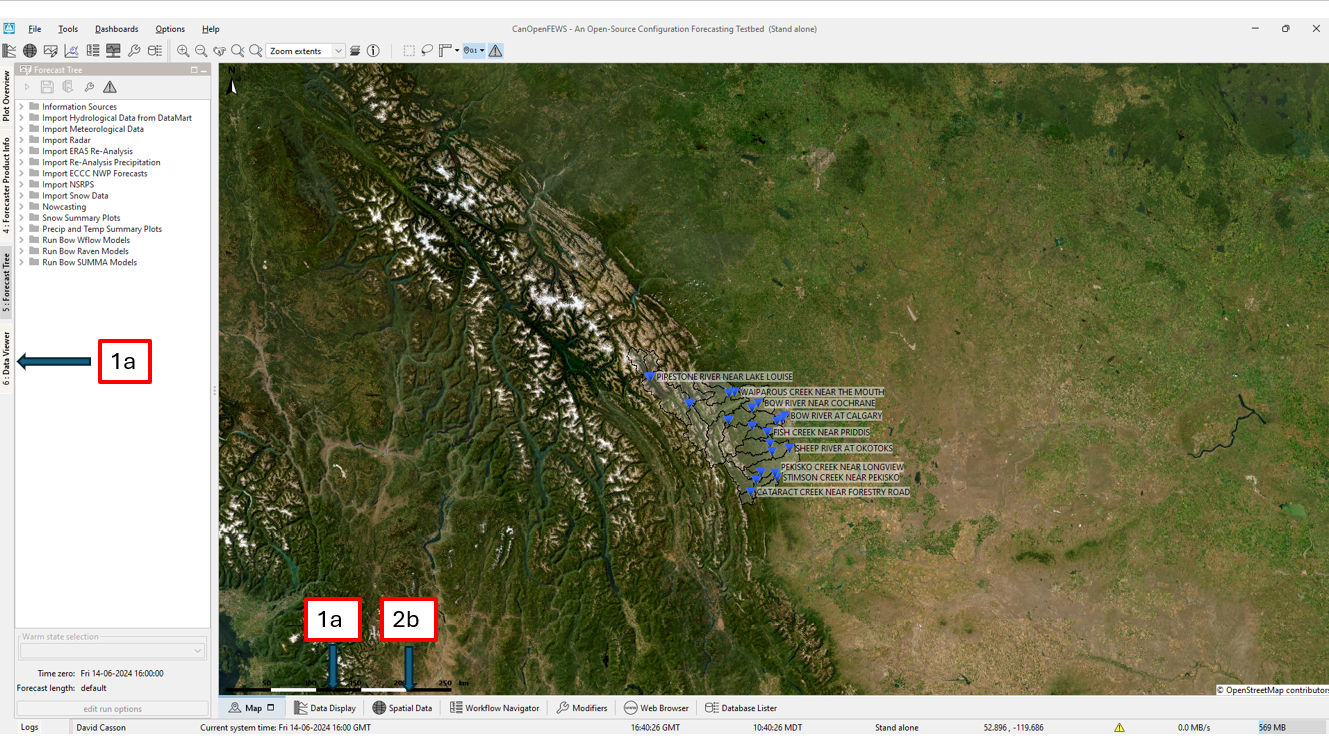 File Tools Dashboards Options Help
CanOpenFEWS - An Open-Source Configuration Forecasting Testbed (Stand alone)
Zoom extents
Plot Overview
4 : Forecaster Product Info
5 : Forecast Tree
6 : Data Viewer
Forecast Tree
Information Sources
Import Hydrological Data from DataMart
Import Meteorological Data
Import Radar
Import ERA5 Re-Analysis
Import Re-Analysis Precipitation
Import ECCC NWP Forecasts
Import NSRPS
Import Snow Data
Nowcasting
Snow Summary Plots
Precip and Temp Summary Plots
Run Bow Wflow Models
Run Bow Raven Models
Run Bow SUMMA Models
1a
N
PIPESTONE RIVER NEAR LAKE LOUISE
WAIPAROUS CREEK NEAR THE MOUTH
BOW RIVER NEAR COCHRANE
BOW RIVER AT CALGARY
FISH CREEK NEAR PRIDDIS
SHEEP RIVER AT OKOTOKS
PEKISKO CREEK NEAR LONGVIEW
STIMSON CREEK NEAR PEKISKO
CATARACT CREEK NEAR FORESTRY ROAD
1a
2b
50 100 150 200 250 km
© OpenStreetMap contributors
Warm state selection
Time zero: Fri 14-06-2024 16:00:00
Forecast length: default
edit run options
Map Data Display Spatial Data Workflow Navigator Modifiers Web Browser Database Lister
Logs David Casson Current system time: Fri 14-06-2024 16:00 GMT 16:40:26 GMT 10:40:26 MDT Stand alone 52.896 , -119.686 0.0 MB/s 569 MB